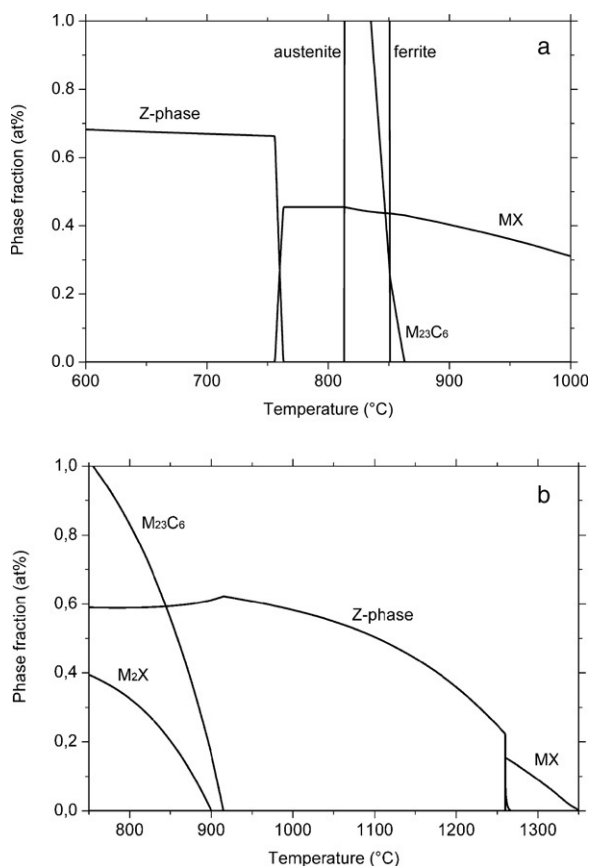 1.0
a
austenite
ferrite
0.8
Z-phase
Phase fraction (at%)
0.6
0.4
MX
0.2
M23C6
0.0
600
700
800
900
1000
Temperature (°C)
1,0
b
M23C6
0,8
Phase fraction (at%)
0,6
Z-phase
0,4
M2X
0,2
MX
0,0
800
900
1000
1100
1200
1300
Temperature (°C)